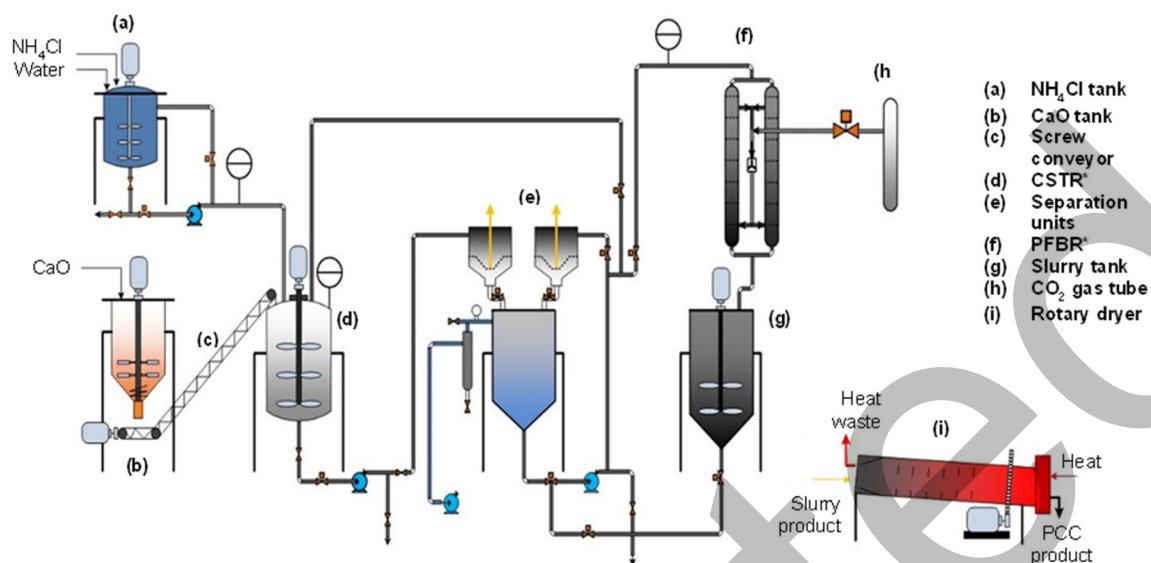 (a)
NH₄Cl
Water
CaO
(b)
(c)
(d)
(e)
(f)
(g)
(h)
(a) NH₄Cl tank
(b) CaO tank
(c) Screw
conveyor
(d) CSTR*
(e) Separation
units
(f) PFBR*
(g) Slurry tank
(h) CO₂ gas tube
(i) Rotary dryer
Heat
waste
(i)
Heat
Slurry
product
PCC
product